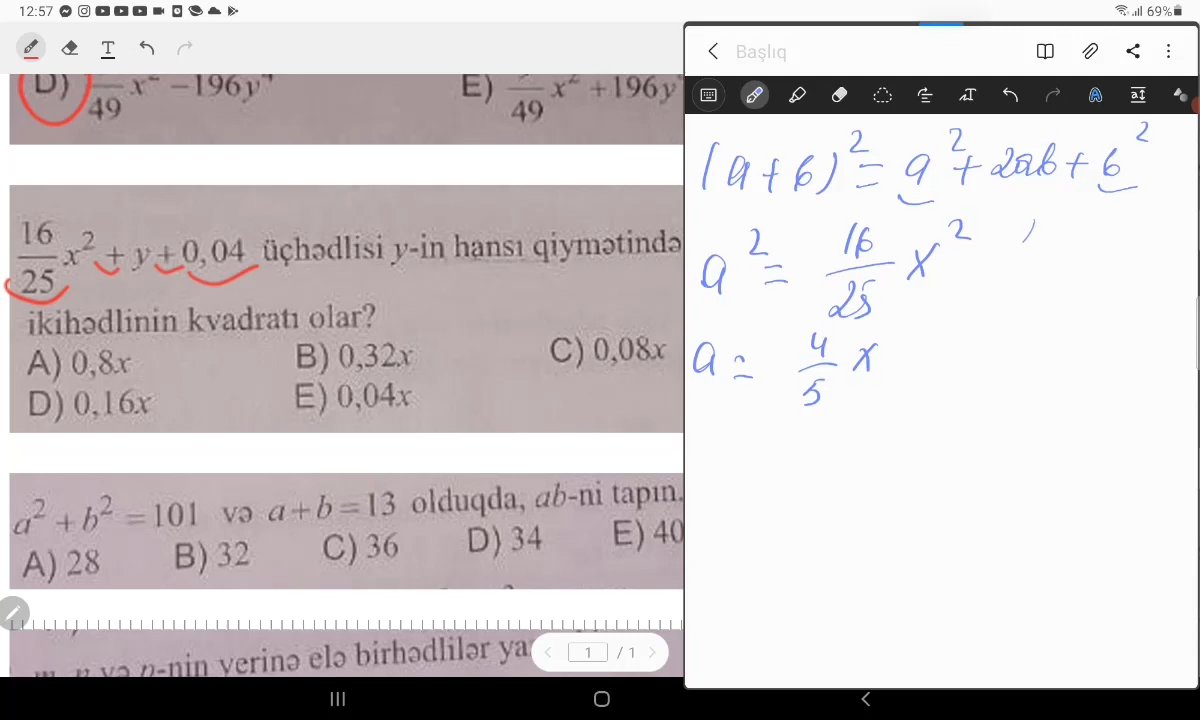 12:57 69%
T
Başlıq
D) 49 x² −196y⁴ E) 49 x² +196y
16/25 x² + y + 0,04 üçhədlisi y-in hansı qiymətində
ikihədlinin kvadratı olar?
A) 0,8x B) 0,32x C) 0,08x
D) 0,16x E) 0,04x
a² + b² = 101 və a + b = 13 olduqda, ab-ni tapın.
A) 28 B) 32 C) 36 D) 34 E) 40
və n-nin yerinə elə birhədlilər
1 / 1
(a + b)² = a² + 2ab + b²
a² = 16/25 x²
a = 4/5 x